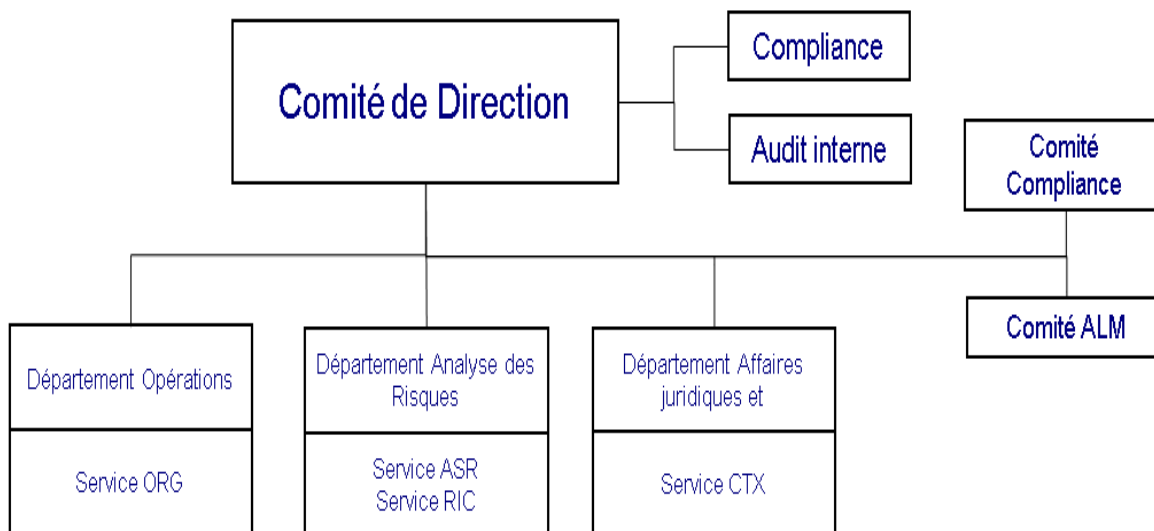 Comité de Direction
Compliance
Audit interne
Comité
Compliance
Comité ALM
Département Opérations
Service ORG
Département Analyse des
Risques
Service ASR
Service RIC
Département Affaires
juridiques et
Service CTX